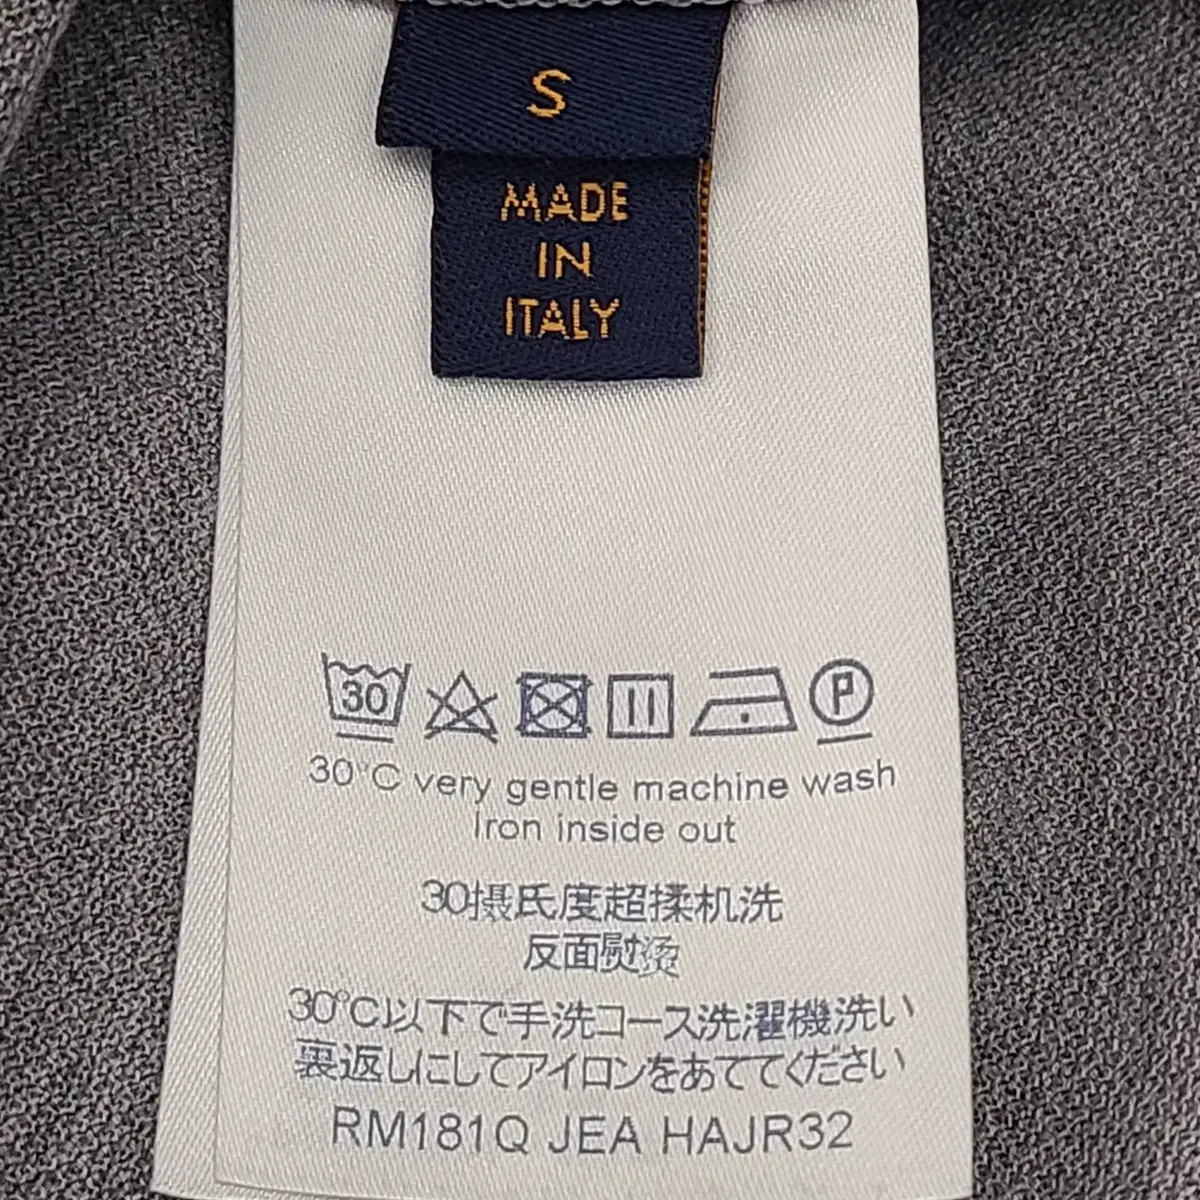 S
MADE
IN
ITALY
30
P
30°C very gentle machine wash
Iron inside out
30摄氏度超揉机洗
反面熨烫
30℃以下で手洗コース洗濯機洗い
裏返しにしてアイロンをあててください
RM181Q JEA HAJR32